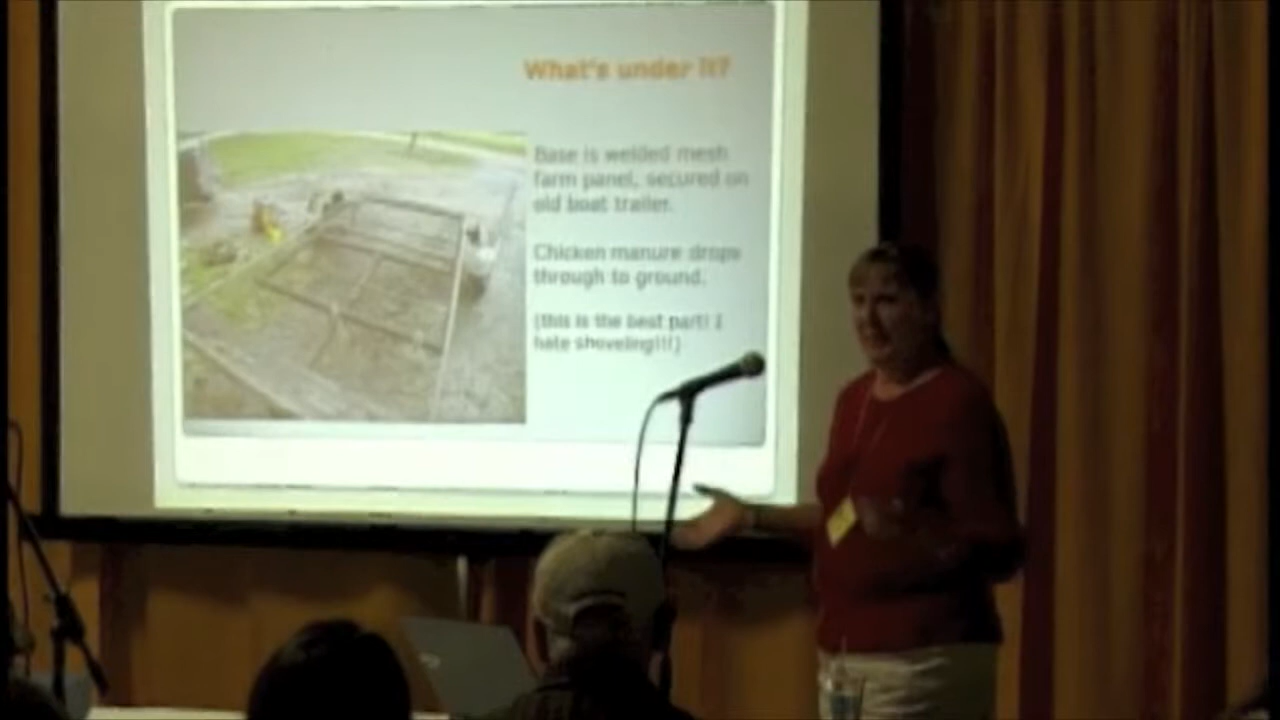 What's under it?
Base is welded mesh
farm panel, secured on
old boat trailer.
Chicken manure drops
through to ground.
(this is the best part! I
hate shoveling!!!)